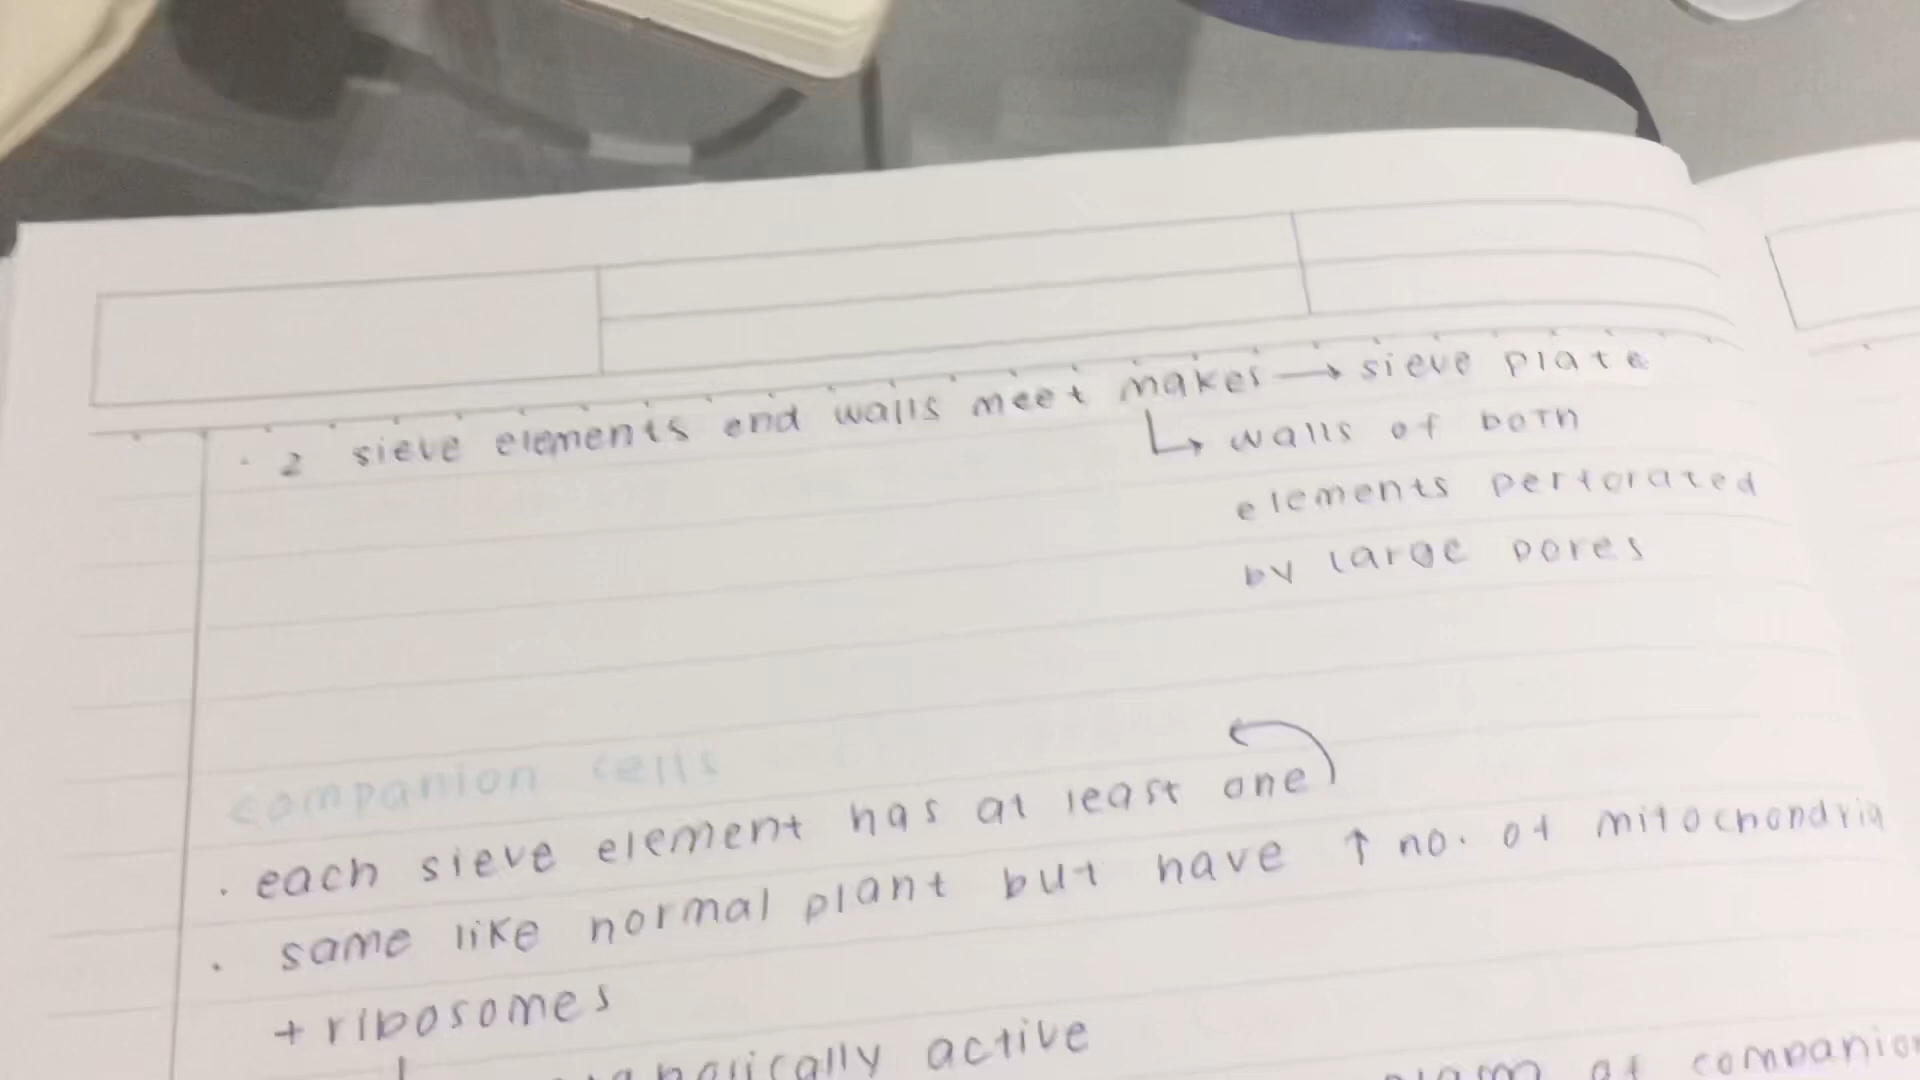 · 2 sieve elements end walls meet makes → sieve plate
↳ walls of both
elements perforated
by large pores
companion cells
· each sieve element has at least one
· same like normal plant but have ↑ no. of mitochondria
+ ribosomes
active
of